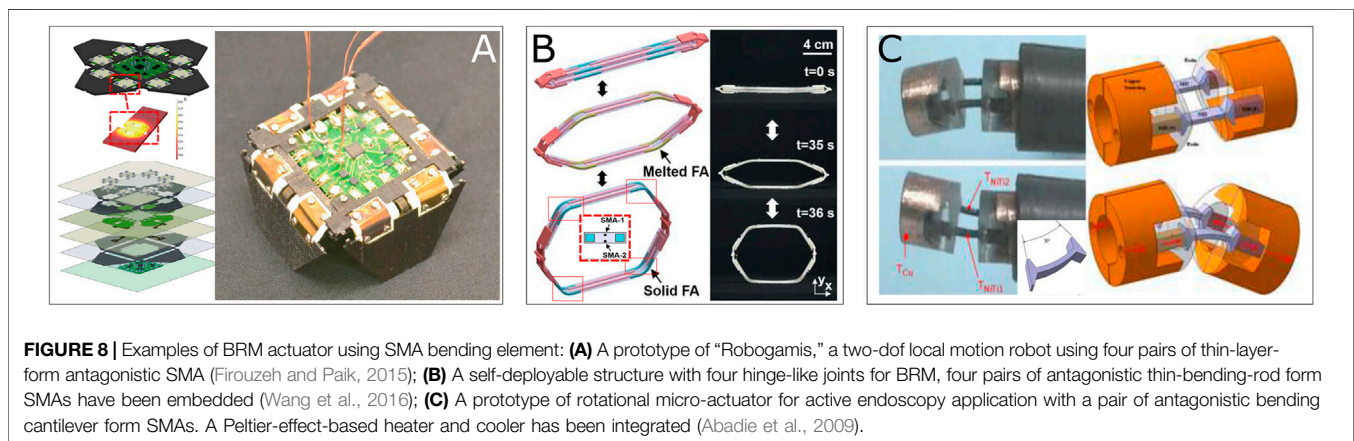 A
B
4 cm
t=0 s
t=35 s
Melted FA
t=36 s
SMA-1
SMA-2
Solid FA
y
x
C
TNiTi2
TCu
TNiTi1
30°
FIGURE 8 | Examples of BRM actuator using SMA bending element: (A) A prototype of “Robogamis,” a two-dof local motion robot using four pairs of thin-layer-
form antagonistic SMA (Firouzeh and Paik, 2015); (B) A self-deployable structure with four hinge-like joints for BRM, four pairs of antagonistic thin-bending-rod form
SMAs have been embedded (Wang et al., 2016); (C) A prototype of rotational micro-actuator for active endoscopy application with a pair of antagonistic bending
cantilever form SMAs. A Peltier-effect-based heater and cooler has been integrated (Abadie et al., 2009).